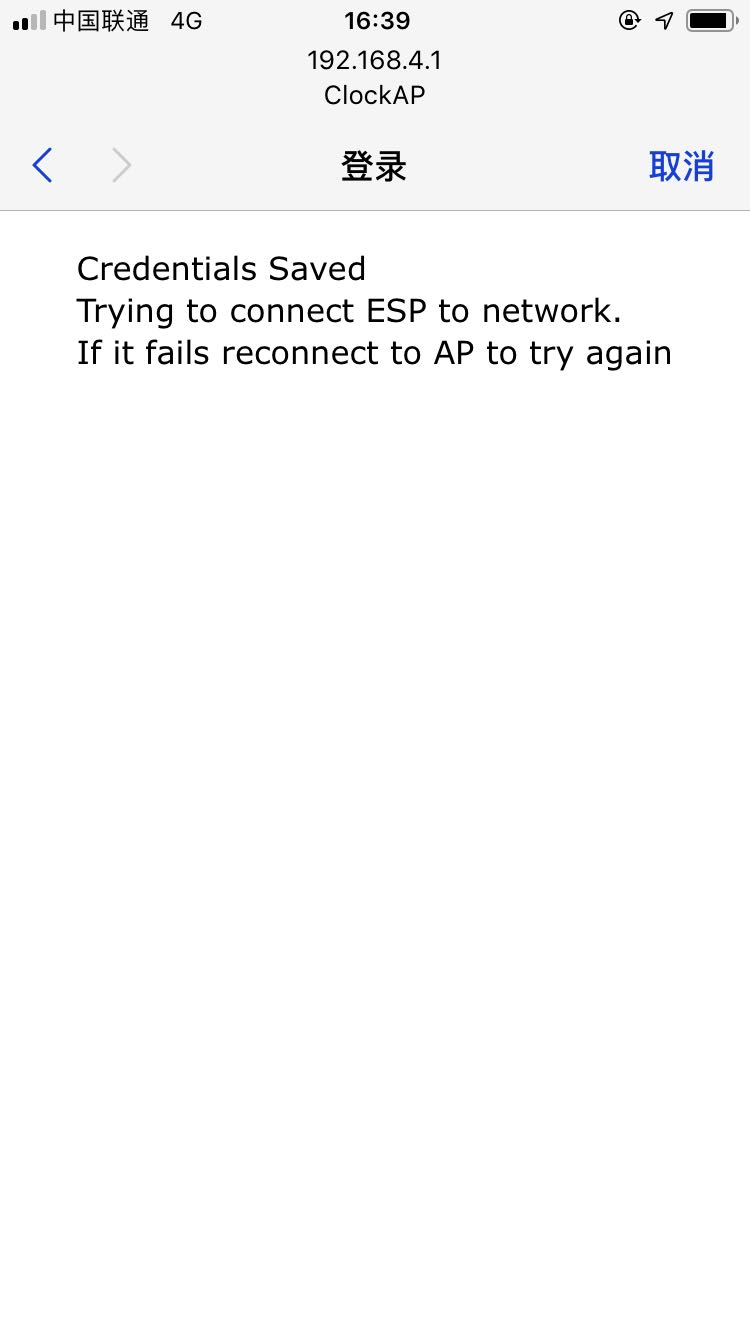 中国联通 4G 16:39
192.168.4.1
ClockAP
登录 取消
Credentials Saved
Trying to connect ESP to network.
If it fails reconnect to AP to try again